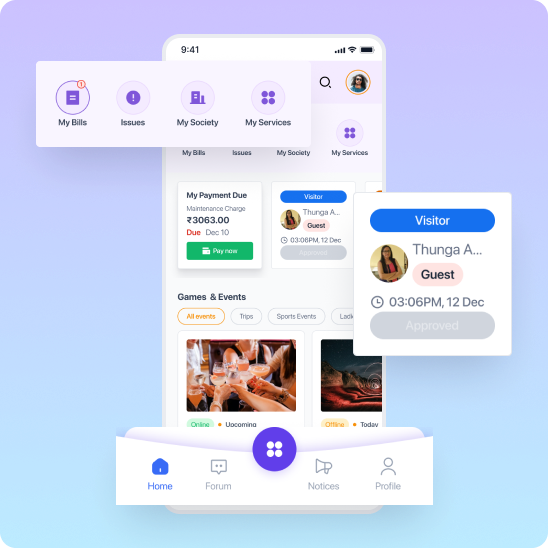 9:41
1
My Bills
Issues
My Society
My Services
My Bills
Issues
My Society
My Services
My Payment Due
Maintenance Charge
₹3063.00
Due Dec 10
Pay now
Visitor
Thunga A...
Guest
03:06PM, 12 Dec
Approved
Visitor
Thunga A...
Guest
03:06PM, 12 Dec
Approved
Games & Events
All events
Trips
Sports Events
Ladi
Online • Upcoming
Offline • Today
Home
Forum
Notices
Profile